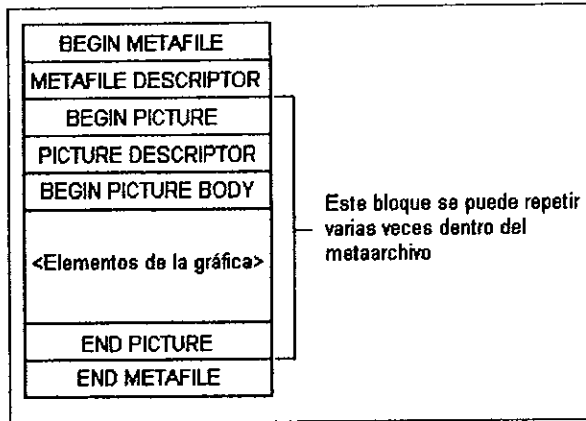 BEGIN METAFILE
METAFILE DESCRIPTOR
BEGIN PICTURE
PICTURE DESCRIPTOR
BEGIN PICTURE BODY
<Elementos de la gráfica>
END PICTURE
END METAFILE
Este bloque se puede repetir
varias veces dentro del
metaarchivo